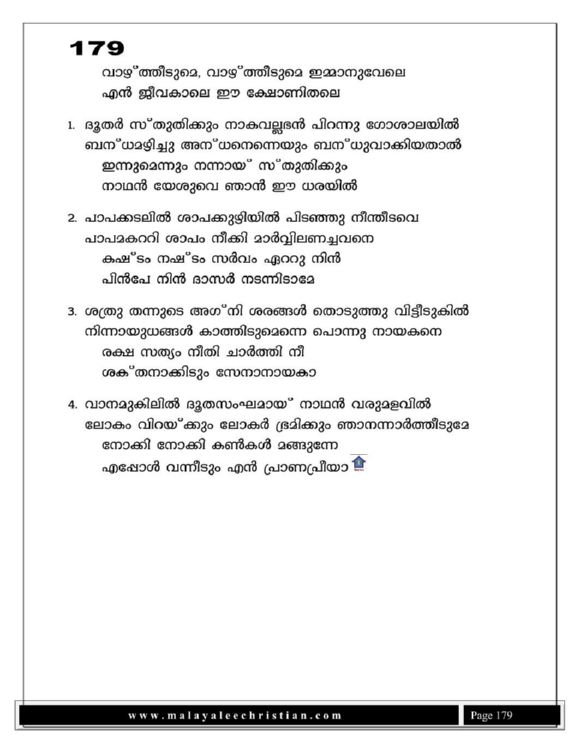 179
വാഴ്ത്തീടുമെ, വാഴ്ത്തീടുമെ ഇമ്മാനുവേലെ
എൻ ജീവകാലെ ഈ ക്ഷോണിതലെ
1. ദൂതർ സ്തുതിക്കും നാകവല്ലഭൻ പിറന്നു ഗോശാലയിൽ
ബന്ധമഴിച്ചു അന്ധനെന്നെയും ബന്ധുവാക്കിയതാൽ
ഇന്നുമെന്നും നന്നായ് സ്തുതിക്കും
നാഥൻ യേശുവെ ഞാൻ ഈ ധരയിൽ
2. പാപക്കടലിൽ ശാപക്കുഴിയിൽ പിടഞ്ഞു നീന്തീടവെ
പാപമകററി ശാപം നീക്കി മാർവ്വിലണച്ചവനെ
കഷ്ടം നഷ്ടം സർവം ഏററു നിൻ
പിൻപേ നിൻ ദാസർ നടന്നിടാമേ
3. ശത്രു തന്നുടെ അഗ്നി ശരങ്ങൾ തൊടുത്തു വിട്ടീടുകിൽ
നിന്നായുധങ്ങൾ കാത്തിടുമെന്നെ പൊന്നു നായകനെ
രക്ഷ സത്യം നീതി ചാർത്തി നീ
ശക്തനാക്കിടും സേനാനായകാ
4. വാനമുകിലിൽ ദൂതസംഘമായ് നാഥൻ വരുമളവിൽ
ലോകം വിറയ്ക്കും ലോകർ ഭ്രമിക്കും ഞാനന്നാർത്തീടുമേ
നോക്കി നോക്കി കൺകൾ മങ്ങുന്നേ
എപ്പോൾ വന്നീടും എൻ പ്രാണപ്രീയാ
www.malayaleechristian.com
Page 179